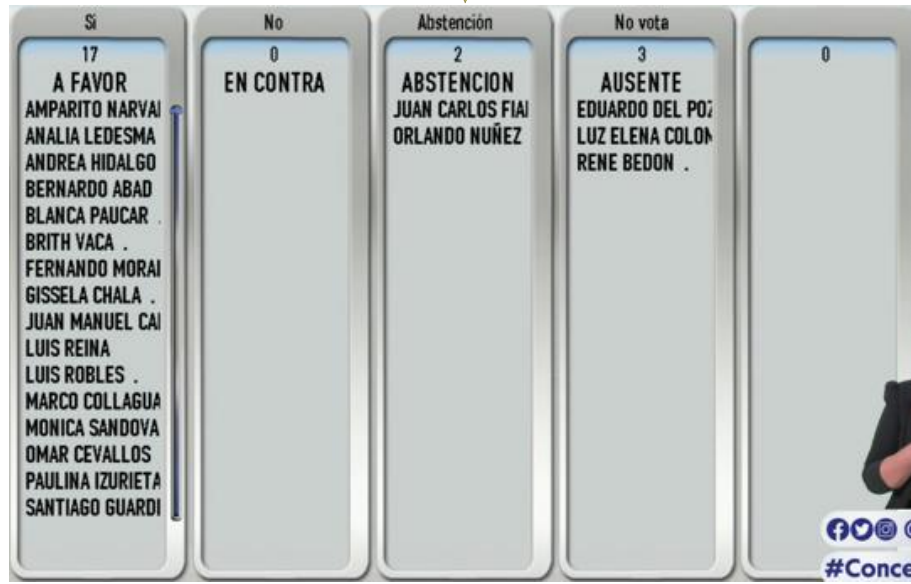 Si
17
A FAVOR
AMPARITO NARVAI
ANALIA LEDESMA
ANDREA HIDALGO
BERNARDO ABAD
BLANCA PAUCAR .
BRITH VACA .
FERNANDO MORAI
GISSELA CHALA .
JUAN MANUEL CAI
LUIS REINA
LUIS ROBLES .
MARCO COLLAGUA
MONICA SANDOVA
OMAR CEVALLOS
PAULINA IZURIETA
SANTIAGO GUARDI
No
0
EN CONTRA
Abstención
2
ABSTENCION
JUAN CARLOS FIAI
ORLANDO NUÑEZ
No vota
3
AUSENTE
EDUARDO DEL POZ
LUZ ELENA COLON
RENE BEDON .
0
#Conce